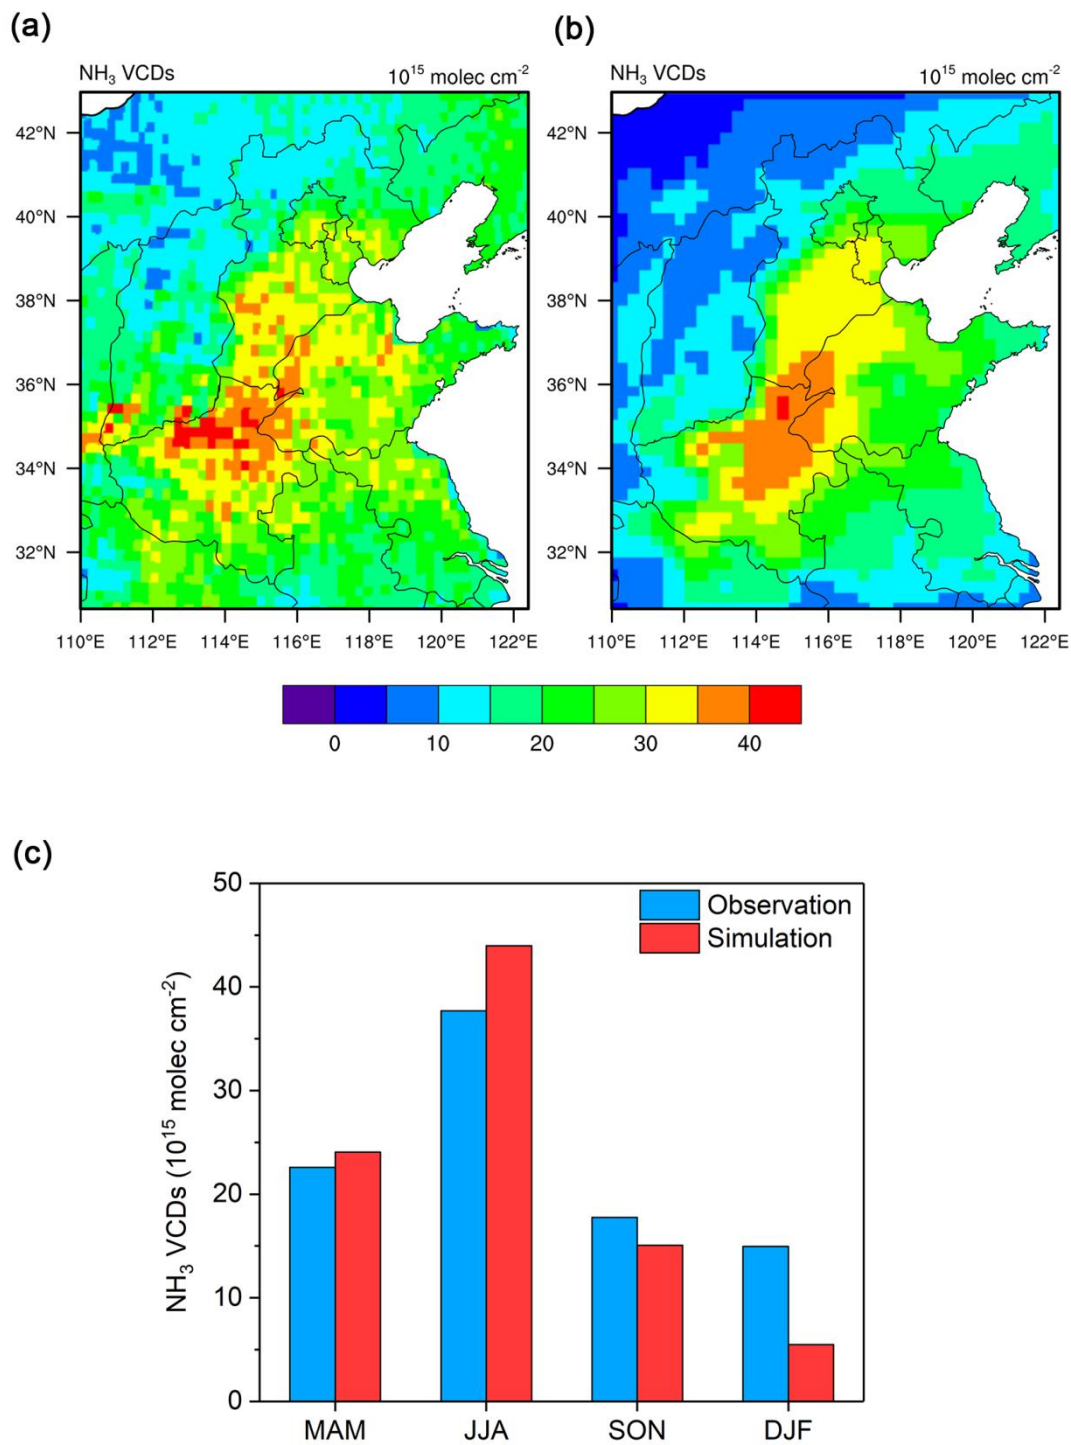 (a)
(b)
NH3 VCDs 10^15 molec cm^-2
NH3 VCDs 10^15 molec cm^-2
42°N
40°N
38°N
36°N
34°N
32°N
110°E 112°E 114°E 116°E 118°E 120°E 122°E
42°N
40°N
38°N
36°N
34°N
32°N
110°E 112°E 114°E 116°E 118°E 120°E 122°E
0 10 20 30 40
(c)
NH3 VCDs (10^15 molec cm^-2)
50
40
30
20
10
0
Observation
Simulation
MAM JJA SON DJF